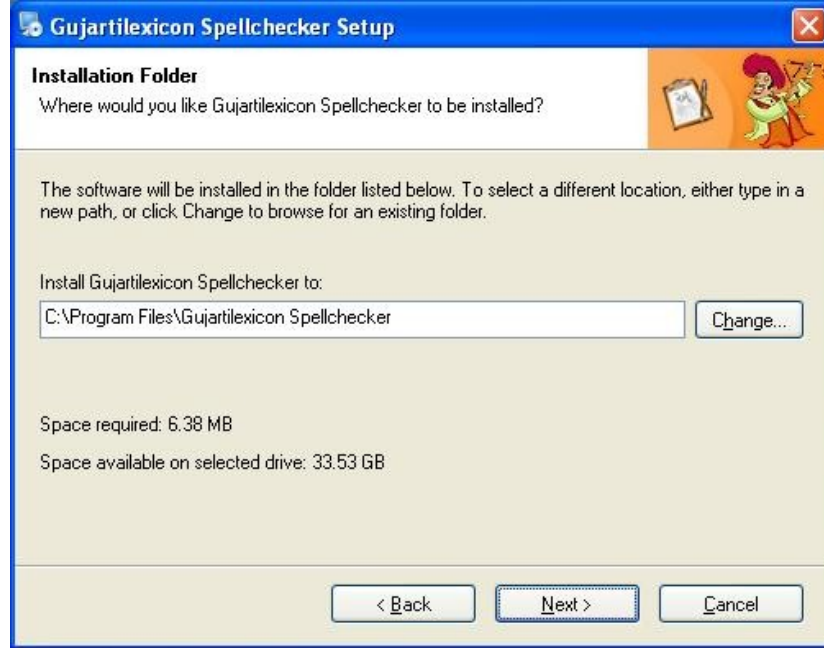 Gujartilexicon Spellchecker Setup
Installation Folder
Where would you like Gujartilexicon Spellchecker to be installed?
The software will be installed in the folder listed below. To select a different location, either type in a
new path, or click Change to browse for an existing folder.
Install Gujartilexicon Spellchecker to:
C:\Program Files\Gujartilexicon Spellchecker
Change...
Space required: 6.38 MB
Space available on selected drive: 33.53 GB
< Back
Next >
Cancel